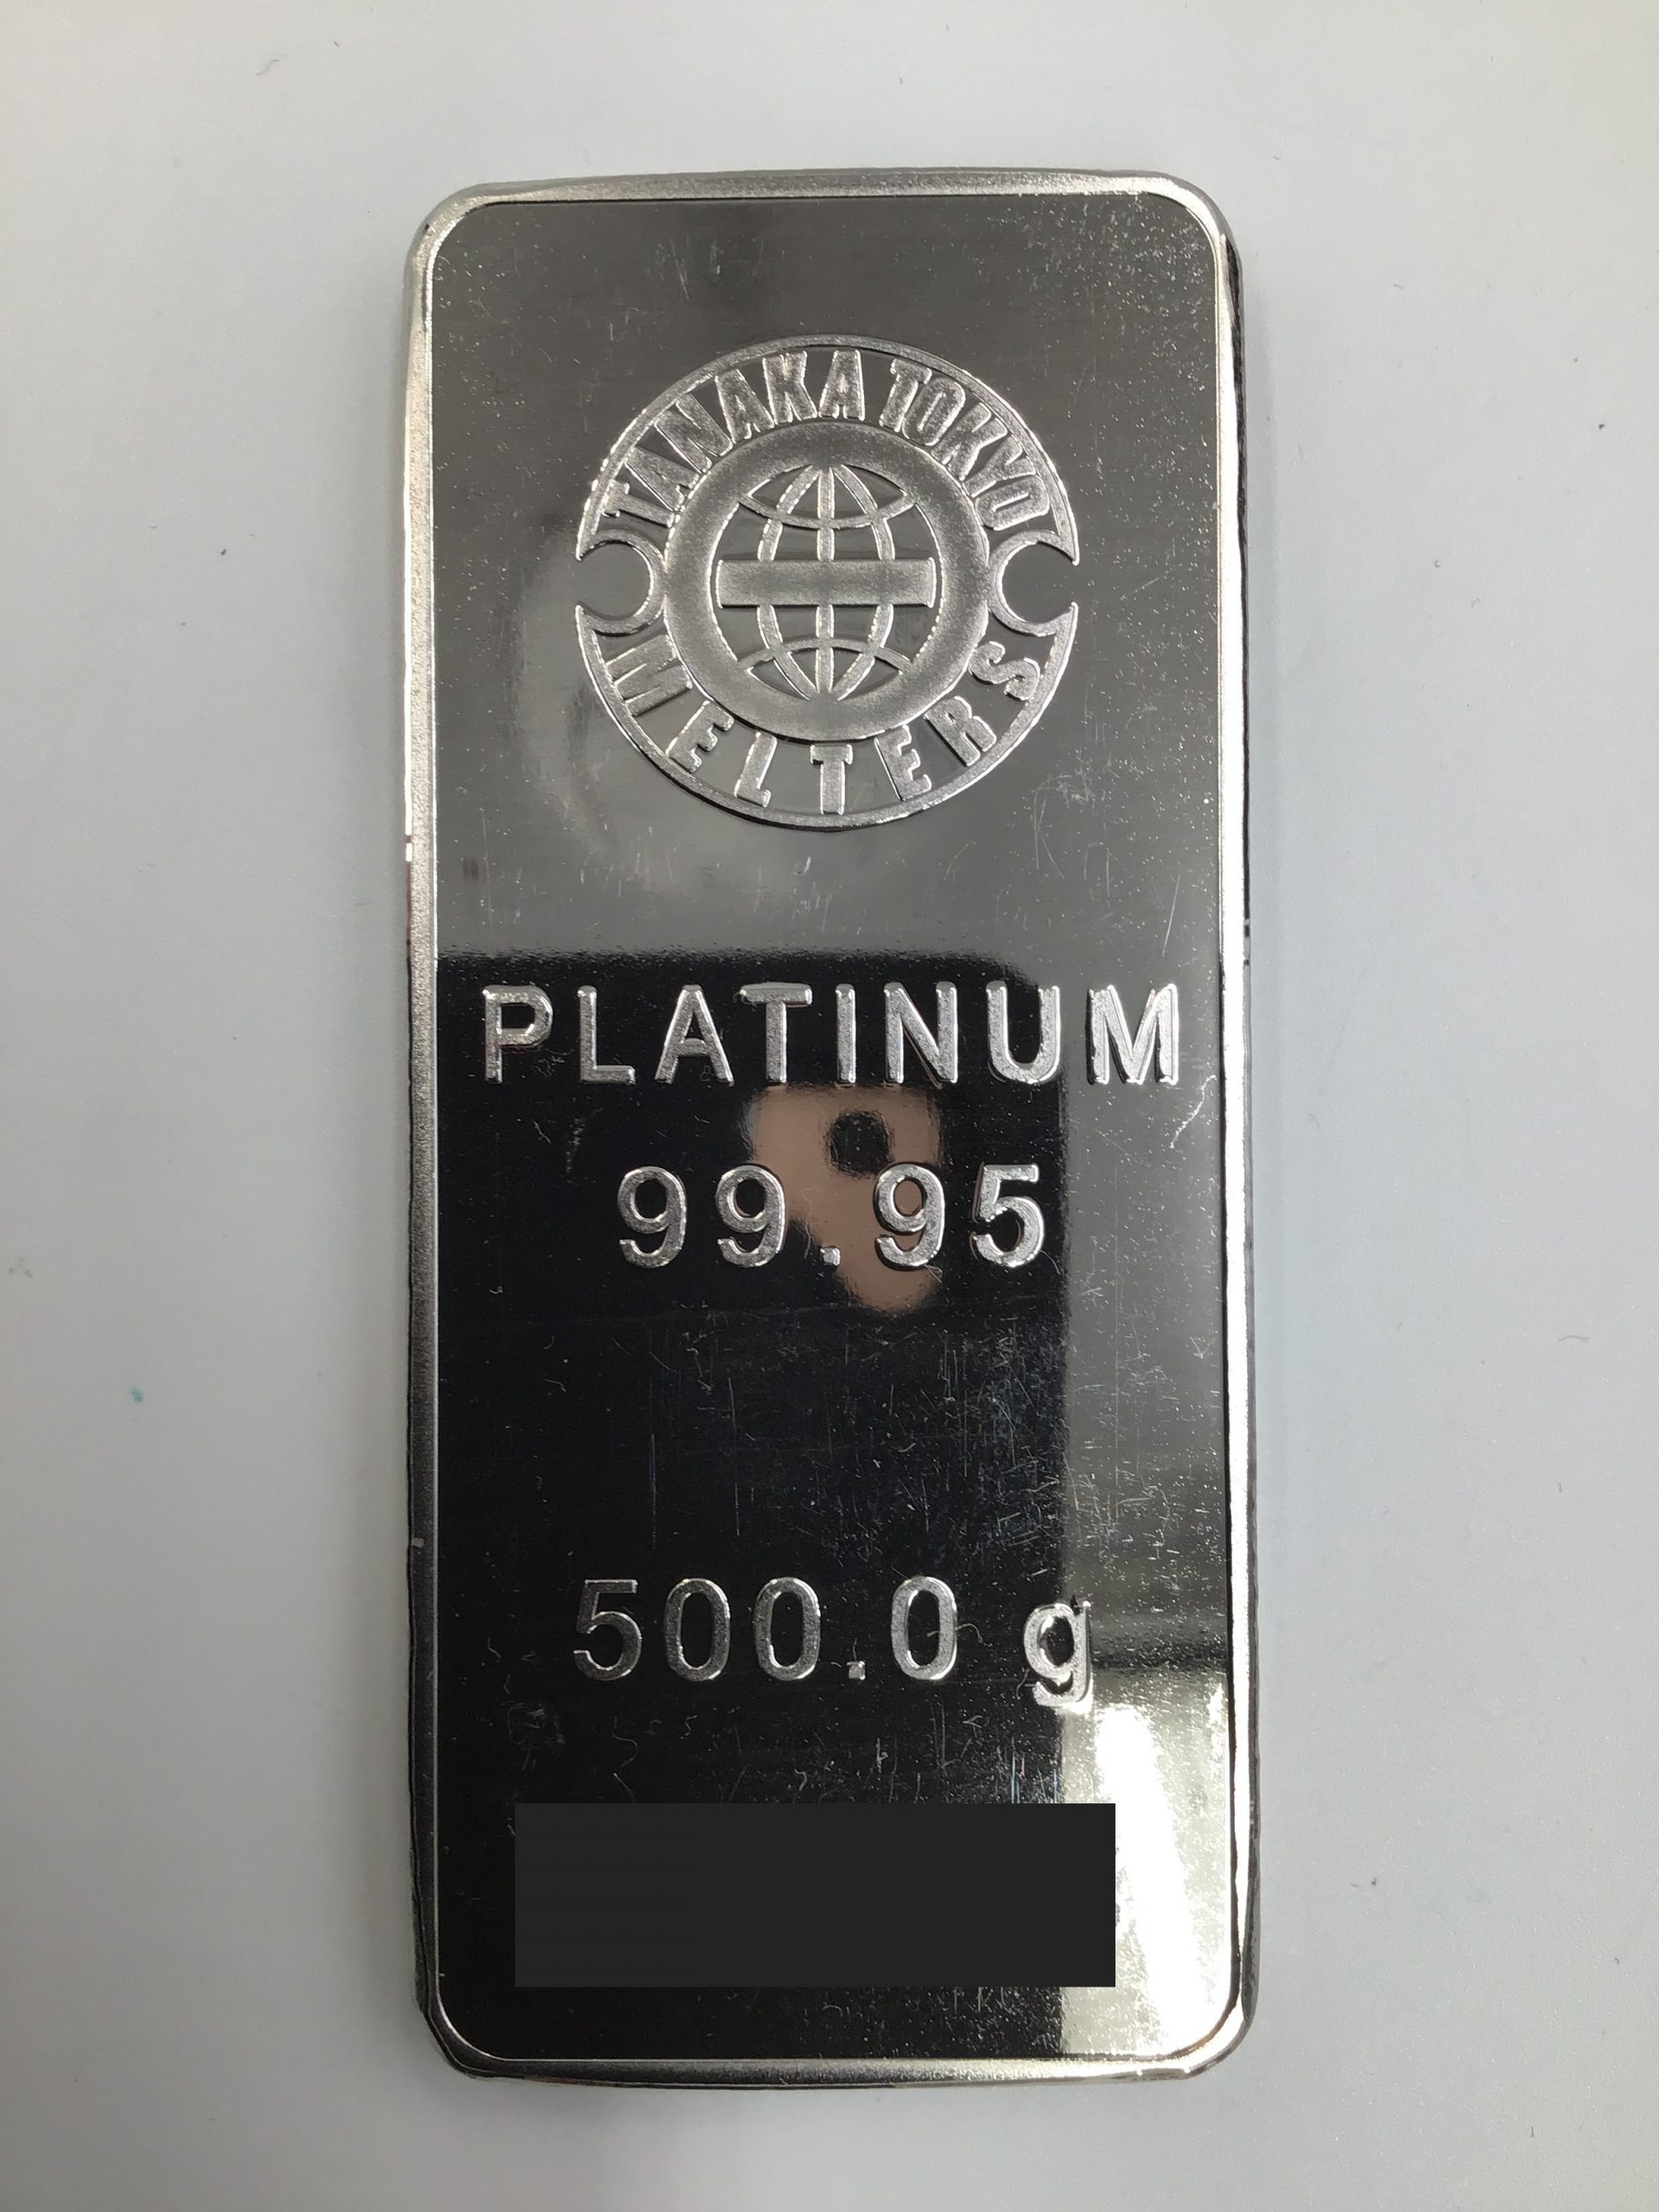 TANAKA TOKYO
MELTERS
PLATINUM
99.95
500.0 g